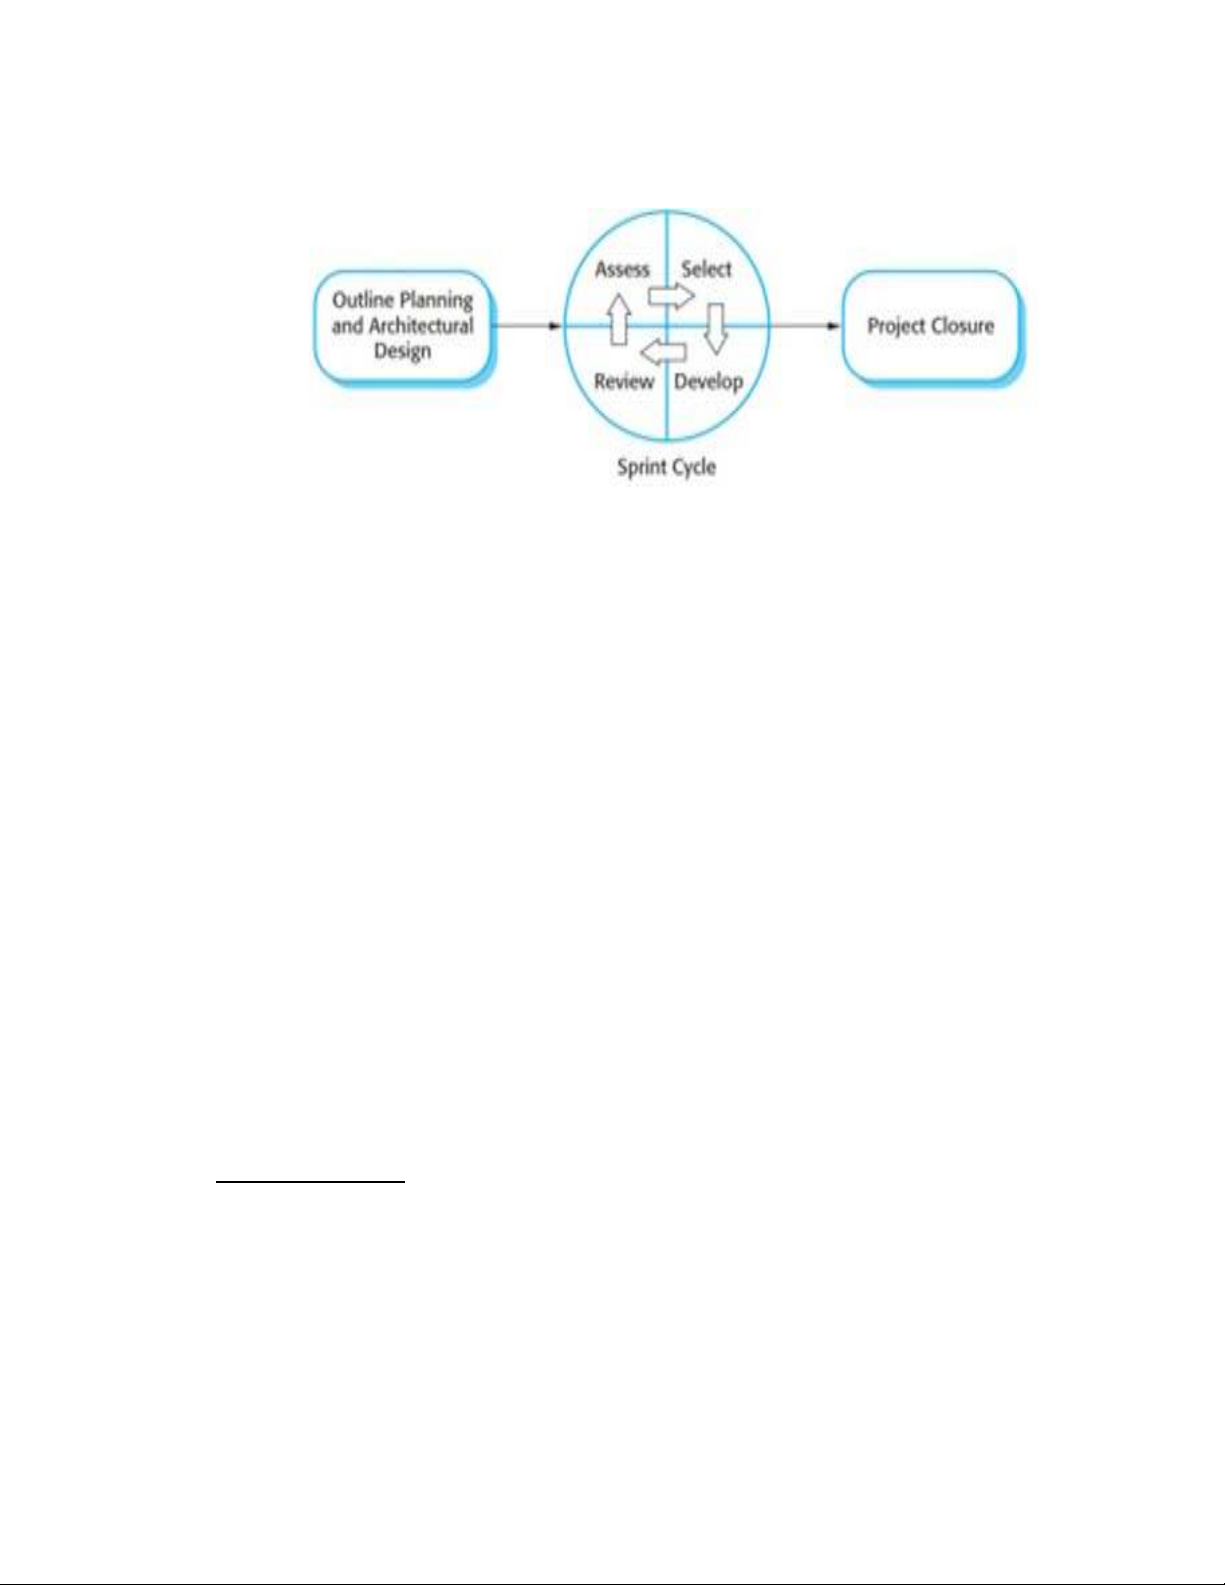 Outline Planning
and Architectural
Design
Assess
Select
Review
Develop
Sprint Cycle
Project Closure